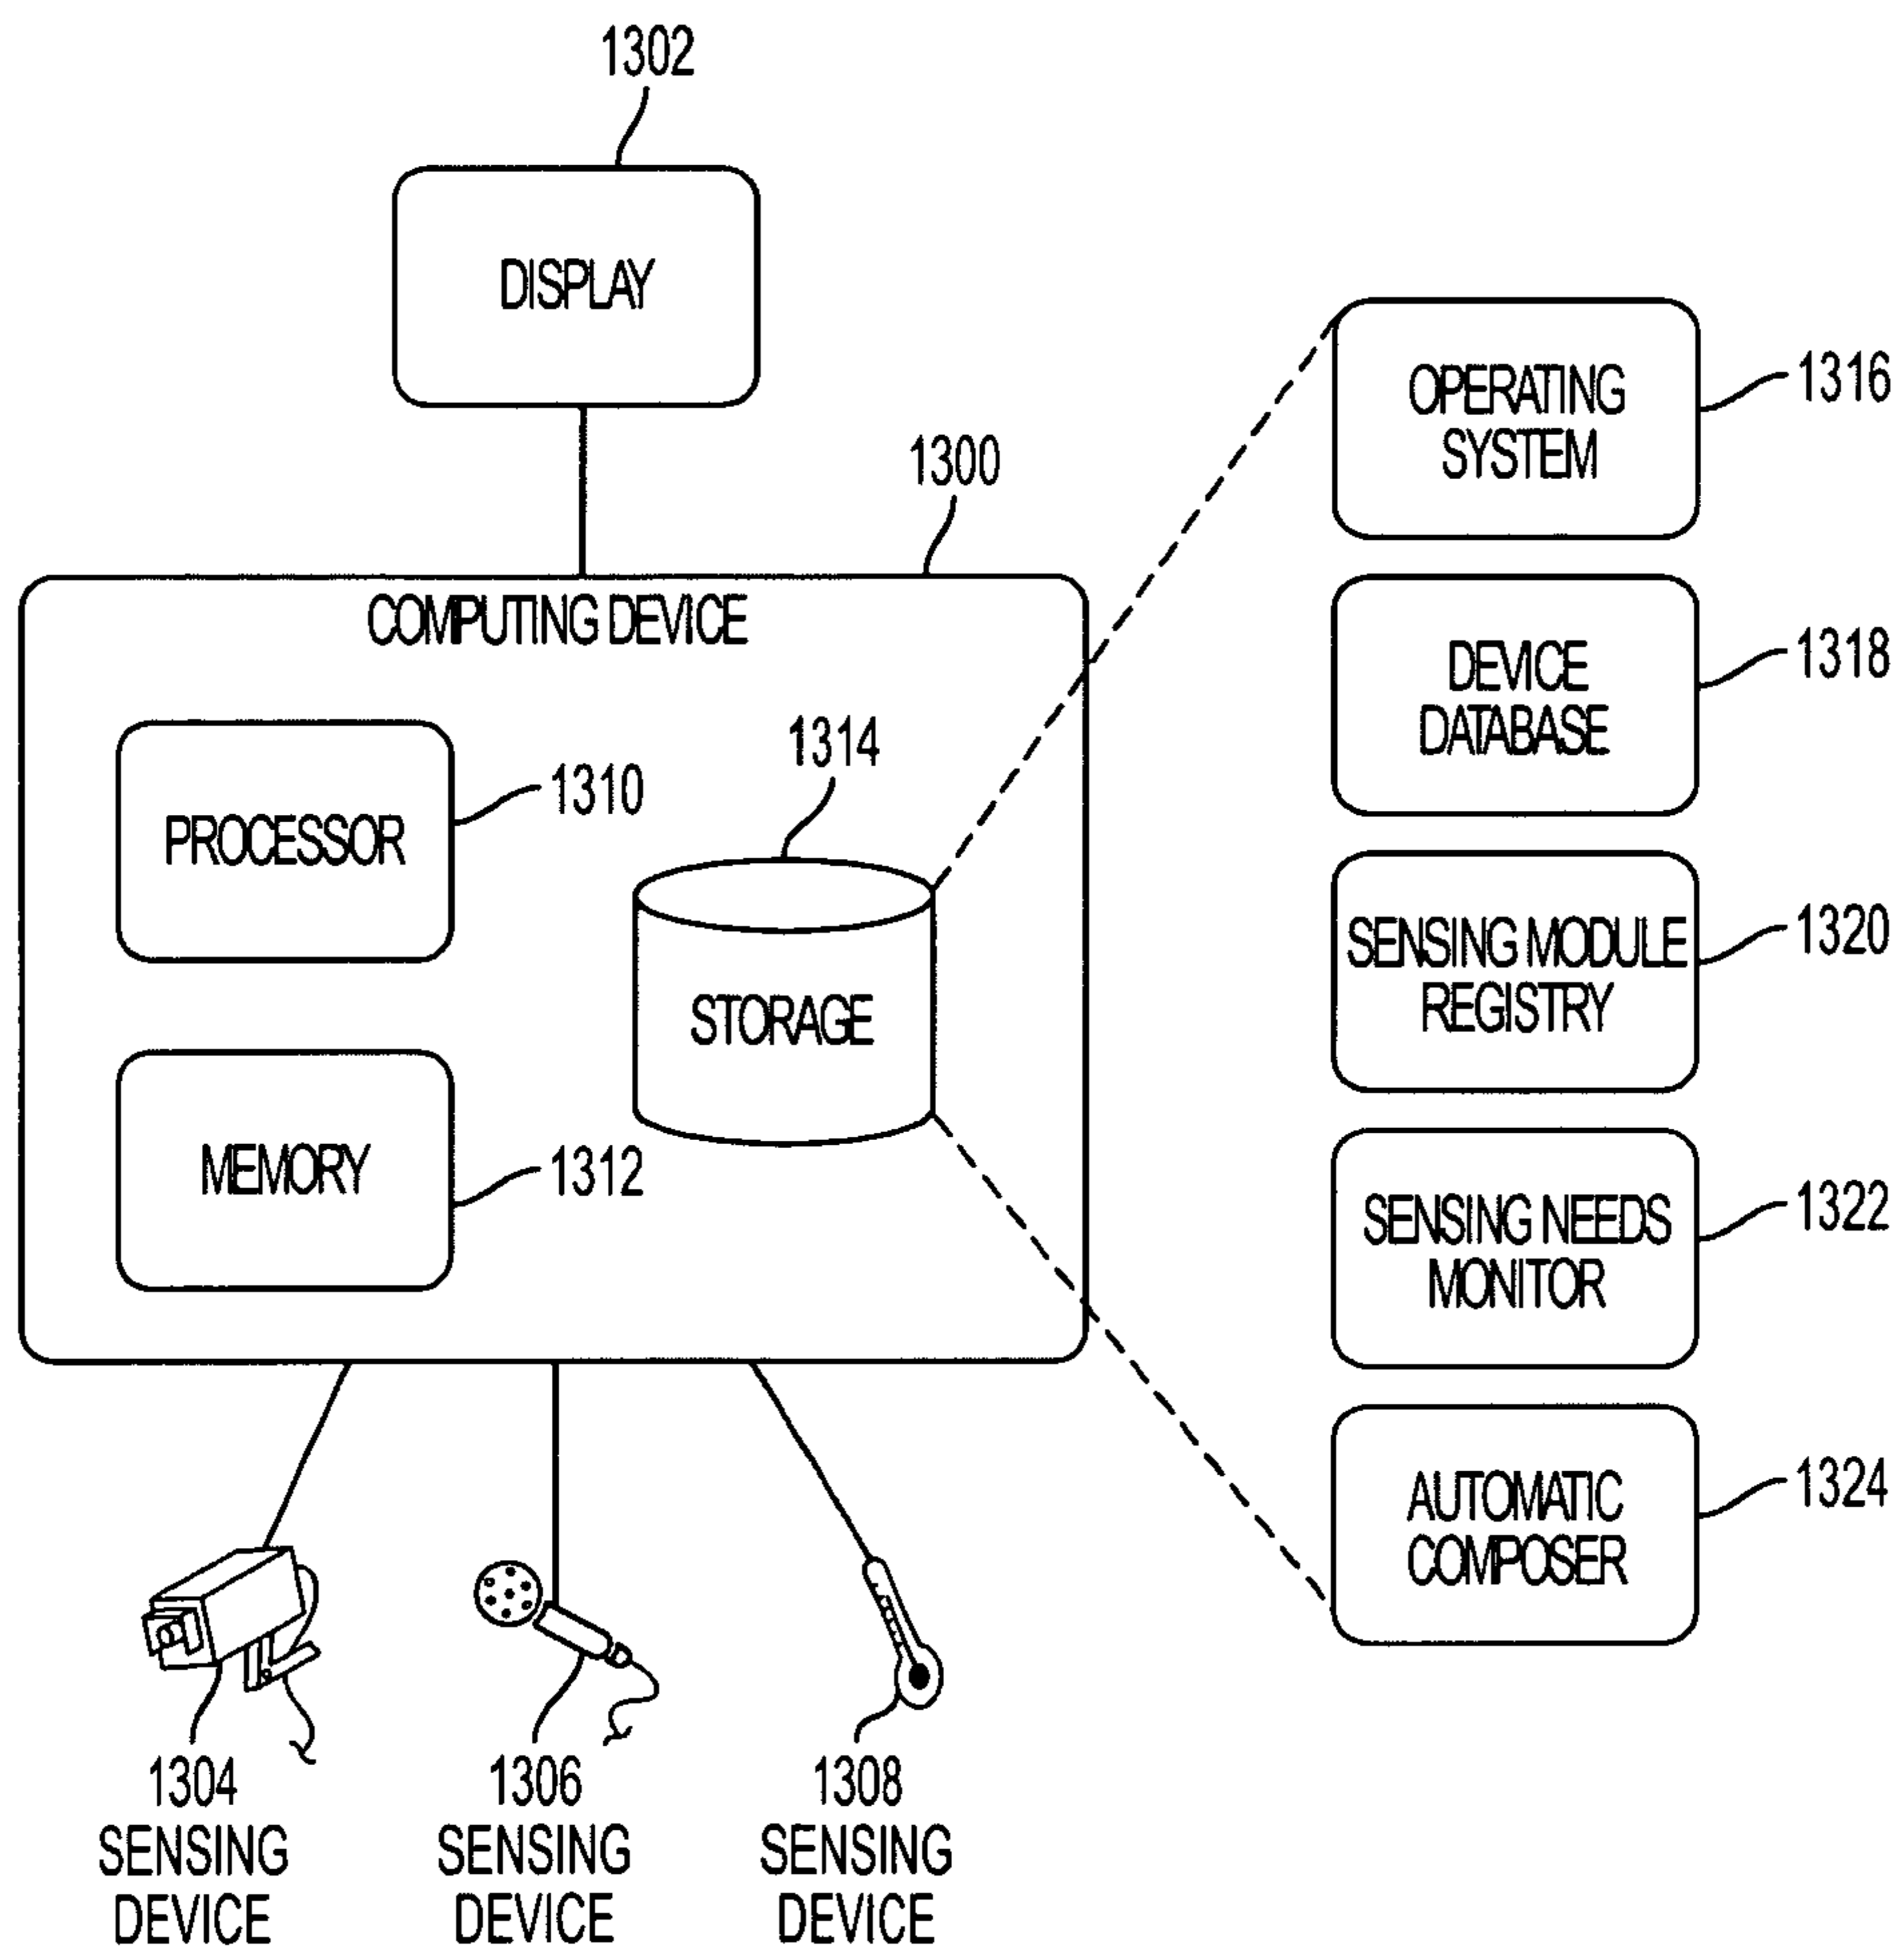 1302
DISPLAY
1300
COMPUTING DEVICE
PROCESSOR
1310
MEMORY
1312
1314
STORAGE
OPERATING
SYSTEM
1316
DEVICE
DATABASE
1318
SENSING MODULE
REGISTRY
1320
SENSING NEEDS
MONITOR
1322
AUTOMATIC
COMPOSER
1324
1304
SENSING
DEVICE
1306
SENSING
DEVICE
1308
SENSING
DEVICE